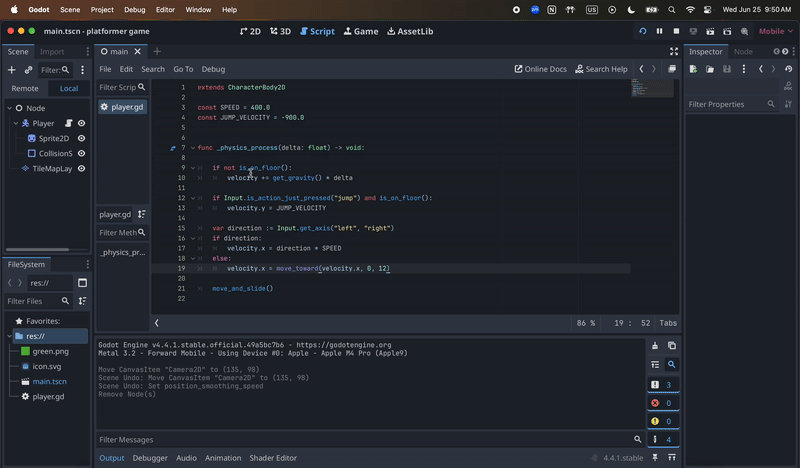 Godot Scene Project Debug Editor Window Help
US
Wed Jun 25 9:50 AM
main.tscn - platformer game
2D 3D Script Game AssetLib
Mobile
Scene Import
main
Inspector Node
Filter:
File Edit Search Go To Debug
Online Docs Search Help
Remote Local
Filter Scrip
Filter Properties
Node
Player
Sprite2D
CollisionS
TileMapLay
player.gd
1 extends CharacterBody2D
2
3 const SPEED = 400.0
4 const JUMP_VELOCITY = -900.0
5
6
7 func _physics_process(delta: float) -> void:
8
9 if not is_on_floor():
10 velocity += get_gravity() * delta
11
12 if Input.is_action_just_pressed("jump") and is_on_floor():
13 velocity.y = JUMP_VELOCITY
14
15 var direction := Input.get_axis("left", "right")
16 if direction:
17 velocity.x = direction * SPEED
18 else:
19 velocity.x = move_toward(velocity.x, 0, 12)
20
21 move_and_slide()
22
player.gd
Filter Meth
_physics_pr...
86 % 19 : 52 Tabs
FileSystem
res://
Filter Files
Favorites:
res://
green.png
icon.svg
main.tscn
player.gd
Godot Engine v4.4.1.stable.official.49a5bc7b6 - https://godotengine.org
Metal 3.2 - Forward Mobile - Using Device #0: Apple - Apple M4 Pro (Apple9)
Move CanvasItem "Camera2D" to (135, 98)
Scene Undo: Move CanvasItem "Camera2D" to (135, 98)
Scene Undo: Set position_smoothing_speed
Remove Node(s)
3
0
0
4
Filter Messages
Output Debugger Audio Animation Shader Editor
4.4.1.stable